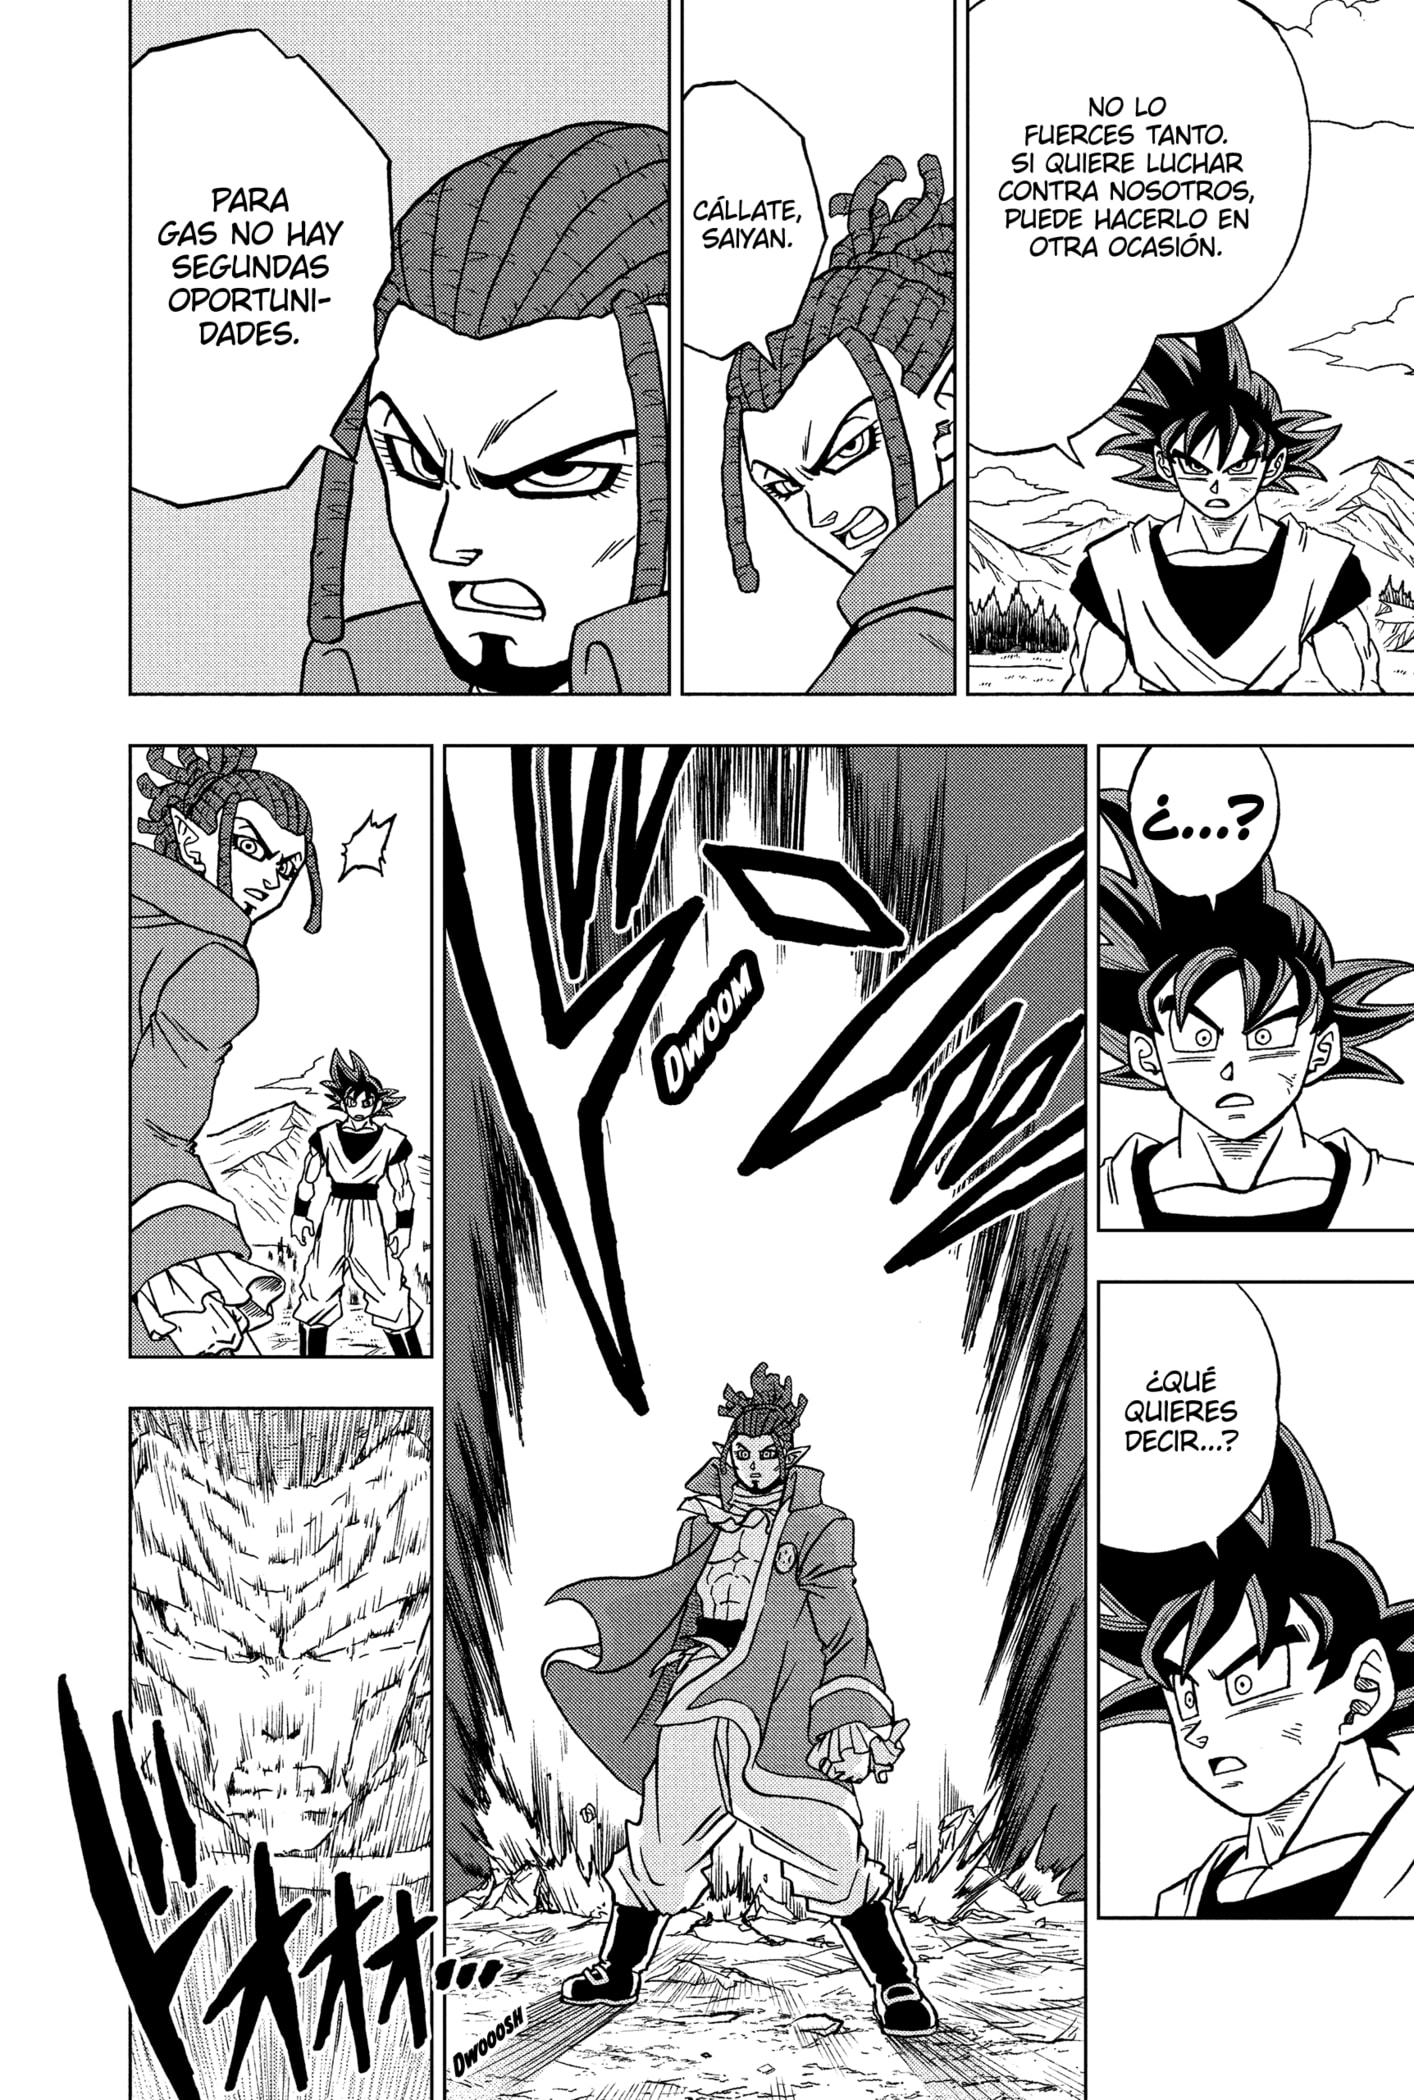 NO LO
FUERCES TANTO.
SI QUIERE LUCHAR
CONTRA NOSOTROS,
PUEDE HACERLO EN
OTRA OCASIÓN.
CÁLLATE,
SAIYAN.
PARA
GAS NO HAY
SEGUNDAS
OPORTUNI-
DADES.
¿...?
¿QUÉ
QUIERES
DECIR...?
DWOOM
DWOOOSH
ドオオオ...